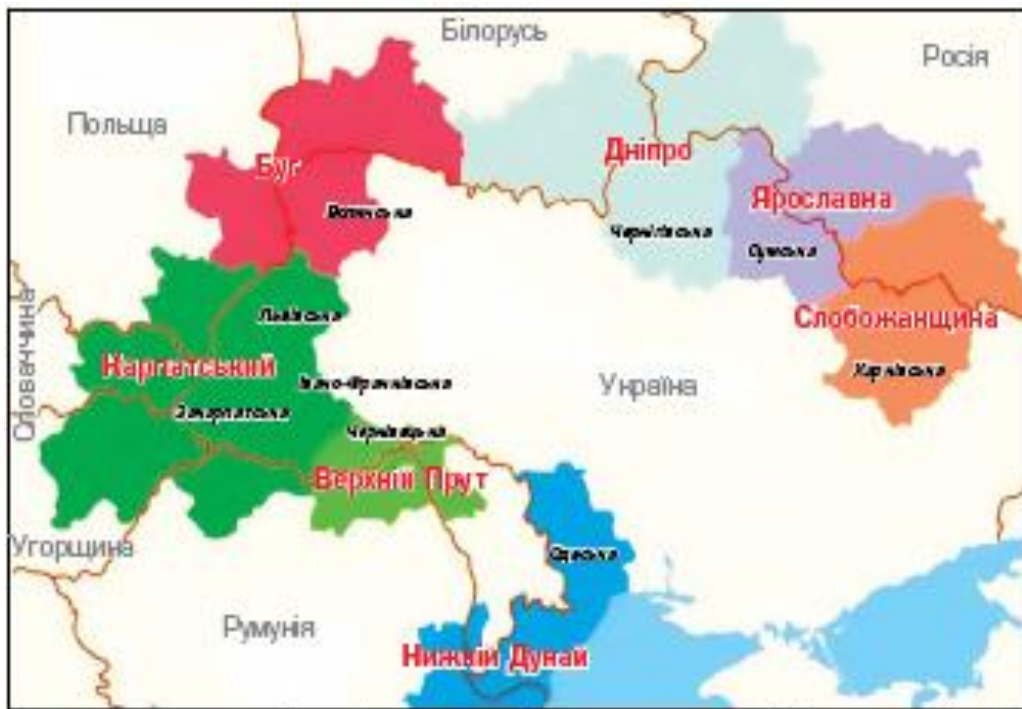 Білорусь
Росія
Польща
Буг
Дніпро
Ярославна
Волинська
Чернігівська
Сумська
Словаччина
Львівська
Слобожанщина
Карпатський
Харківська
Івано-Франківська
Україна
Закарпатська
Чернівецька
Верхній Прут
Угорщина
Одеська
Румунія
Нижній Дунай